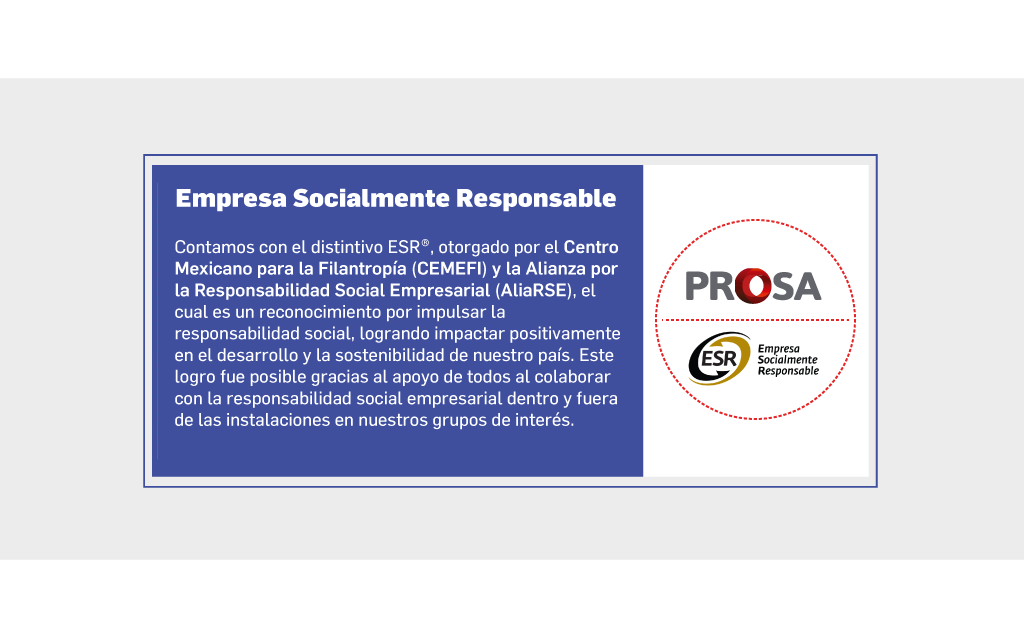 Empresa Socialmente Responsable
Contamos con el distintivo ESR®, otorgado por el Centro
Mexicano para la Filantropía (CEMEFI) y la Alianza por
la Responsabilidad Social Empresarial (AliaRSE), el
cual es un reconocimiento por impulsar la
responsabilidad social, logrando impactar positivamente
en el desarrollo y la sostenibilidad de nuestro país. Este
logro fue posible gracias al apoyo de todos al colaborar
con la responsabilidad social empresarial dentro y fuera
de las instalaciones en nuestros grupos de interés.
PROSA
ESR
Empresa
Socialmente
Responsable